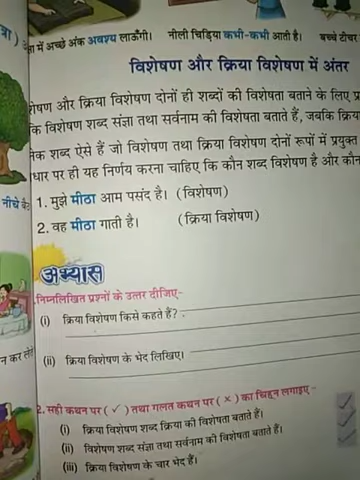 में अच्छे अंक अवश्य लाऊँगी। नीली चिड़िया कभी-कभी आती है। बच्चे टीचर
विशेषण और क्रिया विशेषण में अंतर
शेषण और क्रिया विशेषण दोनों ही शब्दों की विशेषता बताने के लिए प्र
कि विशेषण शब्द संज्ञा तथा सर्वनाम की विशेषता बताते हैं, जबकि क्रिया
नेक शब्द ऐसे हैं जो विशेषण तथा क्रिया विशेषण दोनों रूपों में प्रयुक्त
धार पर ही यह निर्णय करना चाहिए कि कौन शब्द विशेषण है और कौन
नीचे बै
1. मुझे मीठा आम पसंद है। (विशेषण)
2. वह मीठा गाती है। (क्रिया विशेषण)
अभ्यास
निम्नलिखित प्रश्नों के उत्तर दीजिए-
(i) क्रिया विशेषण किसे कहते हैं?
न कर ले
(ii) क्रिया विशेषण के भेद लिखिए।
2. सही कथन पर (✓) तथा गलत कथन पर (×) का चिह्न लगाइए-
(i) क्रिया विशेषण शब्द क्रिया की विशेषता बताते हैं।
(ii) विशेषण शब्द संज्ञा तथा सर्वनाम की विशेषता बताते हैं।
(iii) क्रिया विशेषण के चार भेद हैं।